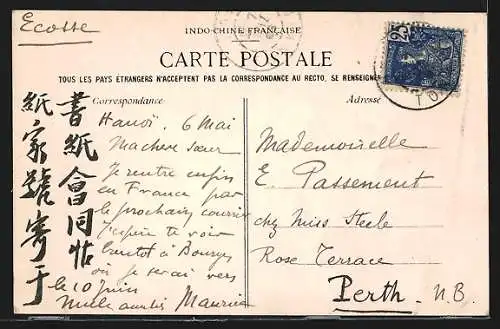 Ecosse
INDO-CHINE FRANÇAISE
25
CARTE POSTALE
TOUS LES PAYS ÉTRANGERS N'ACCEPTENT PAS LA CORRESPONDANCE AU RECTO, SE RENSEIGNER
Correspondance
Hanoï. 6 Mai
Ma chere sœur
Je rentre enfin
en France par
le prochain courrier
J'espère te voir
bientot à Bourges
où je serai vers
le 10 Juin
Mille amitiés Maurice
書紙會同帖
紙家號寄于
Adresse
Mademoiselle
E. Passement
chez Miss Steele
Rose Terrace
Perth. N.B.